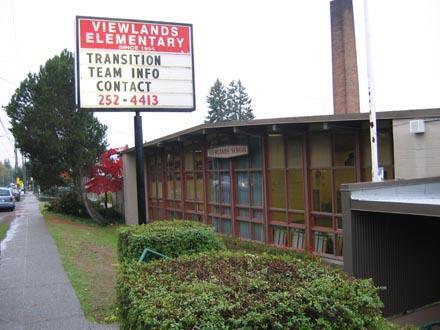 VIEWLANDS
ELEMENTARY
SINCE 1954
TRANSITION
TEAM INFO
CONTACT
252-4413
VIEWLANDS SCHOOL